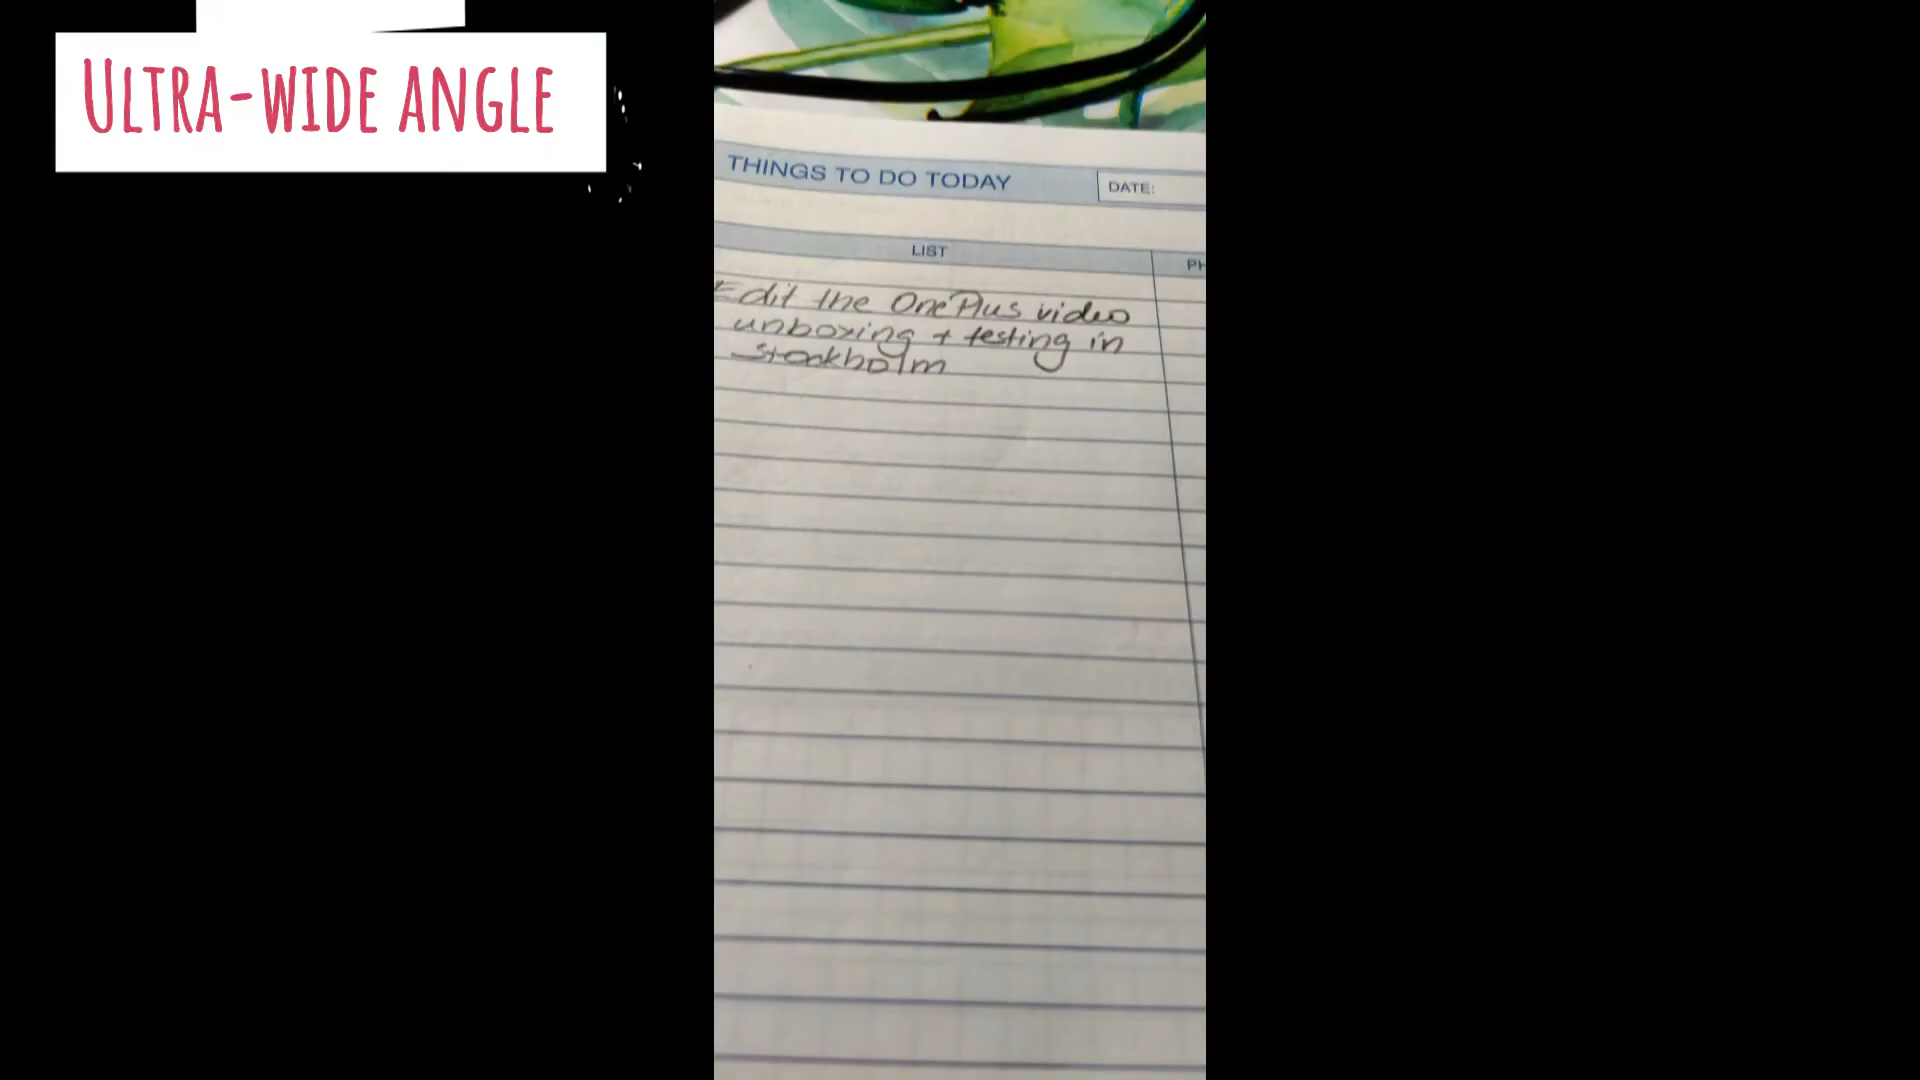 ULTRA-WIDE ANGLE
THINGS TO DO TODAY
DATE:
LIST
Edit the OnePlus video
unboxing + testing in
Stockholm